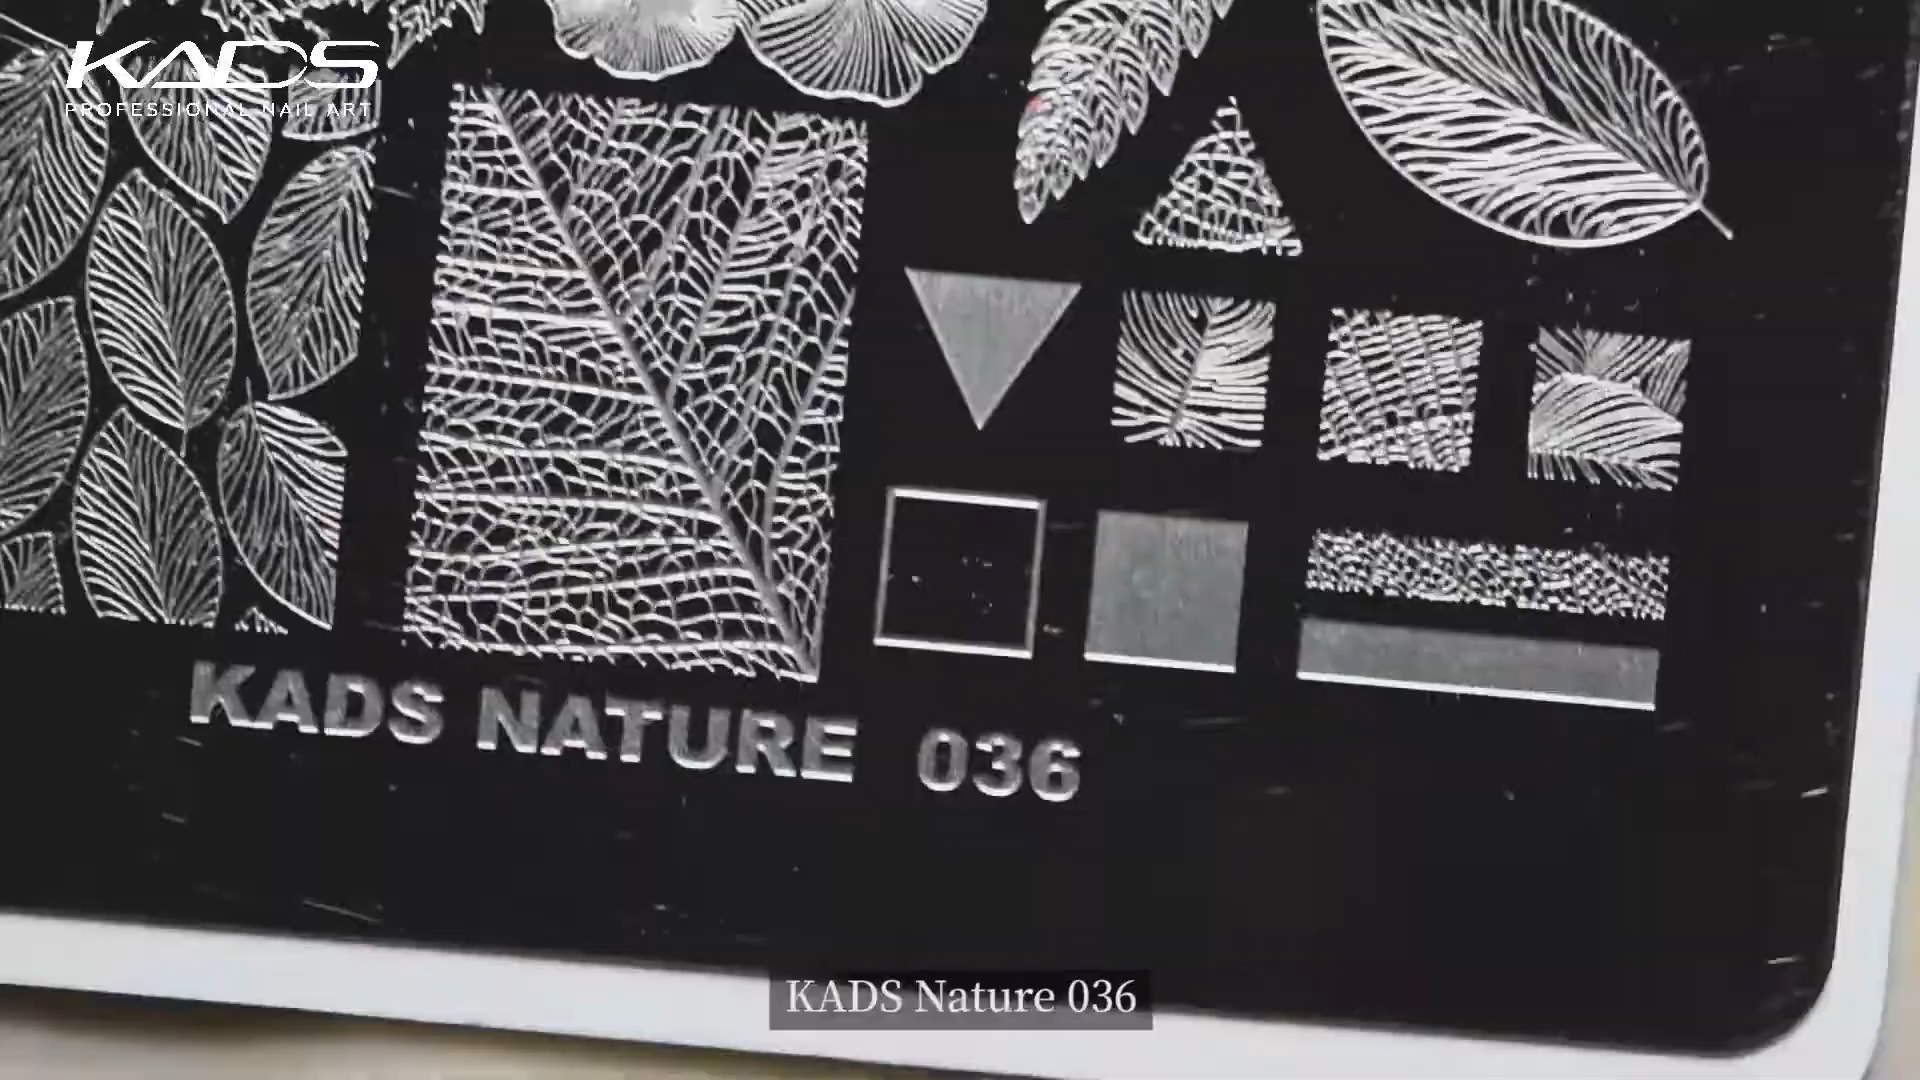 KADS
PROFESSIONAL NAIL ART
KADS NATURE 036
KADS Nature 036